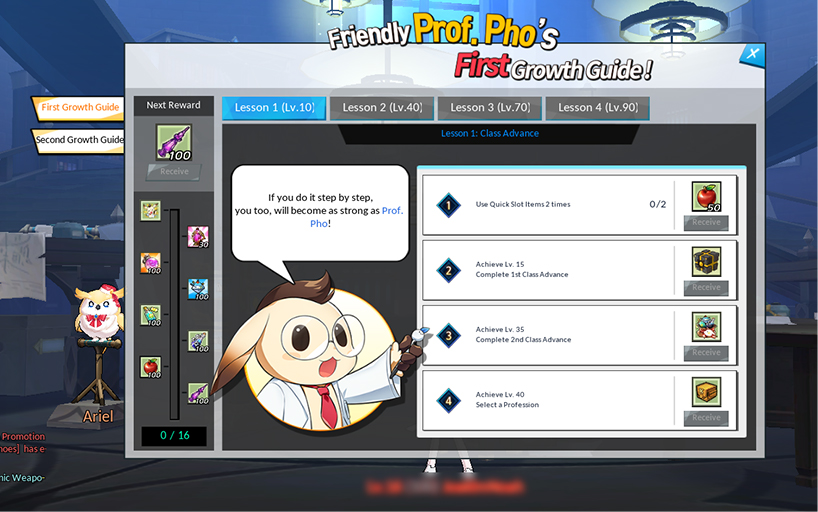 Friendly Prof. Pho's
First Growth Guide!
First Growth Guide
Second Growth Guide
Next Reward
100
Receive
30
100
100
100
100
100
100
0 / 16
Lesson 1 (Lv.10)
Lesson 2 (Lv.40)
Lesson 3 (Lv.70)
Lesson 4 (Lv.90)
Lesson 1: Class Advance
If you do it step by step,
you too, will become as strong as Prof.
Pho!
1
Use Quick Slot Items 2 times
0/2
50
Receive
2
Achieve Lv. 15
Complete 1st Class Advance
Receive
3
Achieve Lv. 35
Complete 2nd Class Advance
Receive
4
Achieve Lv. 40
Select a Profession
Receive
Ariel
Promotion
hoes] has e-
nic Weapo-